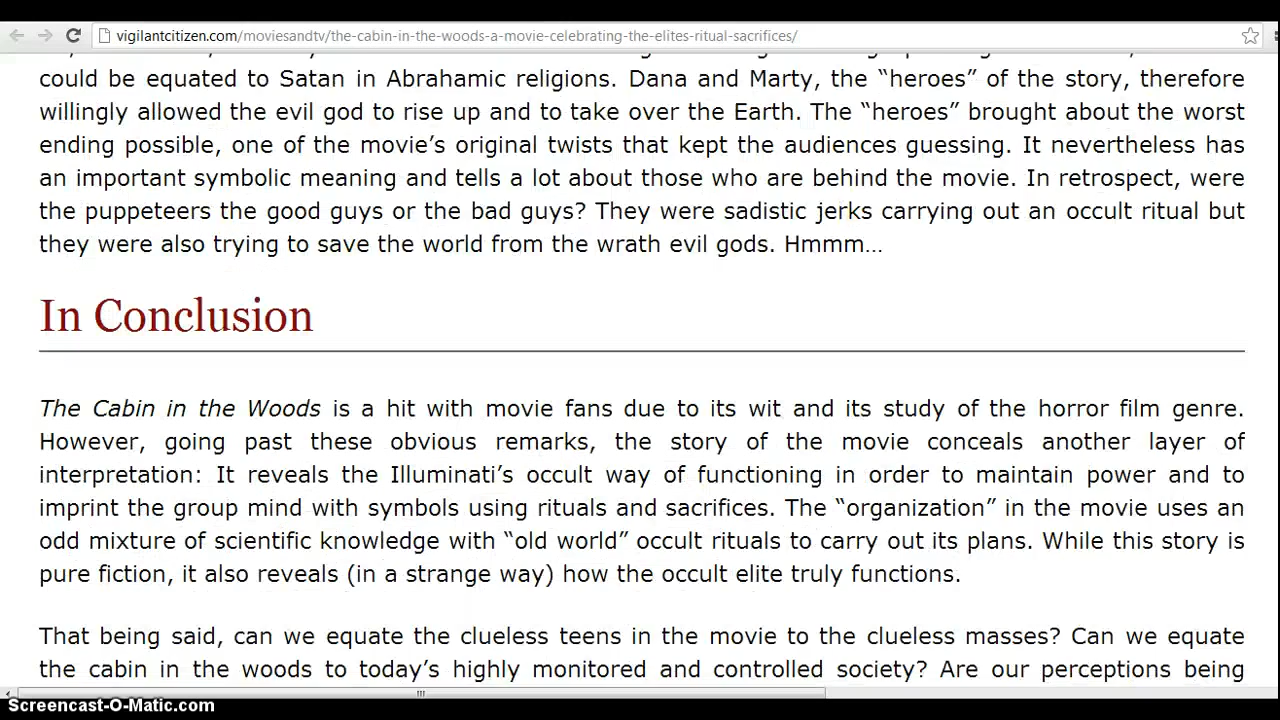 vigilantcitizen.com/moviesandtv/the-cabin-in-the-woods-a-movie-celebrating-the-elites-ritual-sacrifices/
could be equated to Satan in Abrahamic religions. Dana and Marty, the “heroes” of the story, therefore
willingly allowed the evil god to rise up and to take over the Earth. The “heroes” brought about the worst
ending possible, one of the movie’s original twists that kept the audiences guessing. It nevertheless has
an important symbolic meaning and tells a lot about those who are behind the movie. In retrospect, were
the puppeteers the good guys or the bad guys? They were sadistic jerks carrying out an occult ritual but
they were also trying to save the world from the wrath evil gods. Hmmm…
In Conclusion
The Cabin in the Woods is a hit with movie fans due to its wit and its study of the horror film genre.
However, going past these obvious remarks, the story of the movie conceals another layer of
interpretation: It reveals the Illuminati’s occult way of functioning in order to maintain power and to
imprint the group mind with symbols using rituals and sacrifices. The “organization” in the movie uses an
odd mixture of scientific knowledge with “old world” occult rituals to carry out its plans. While this story is
pure fiction, it also reveals (in a strange way) how the occult elite truly functions.
That being said, can we equate the clueless teens in the movie to the clueless masses? Can we equate
the cabin in the woods to today’s highly monitored and controlled society? Are our perceptions being
Screencast-O-Matic.com